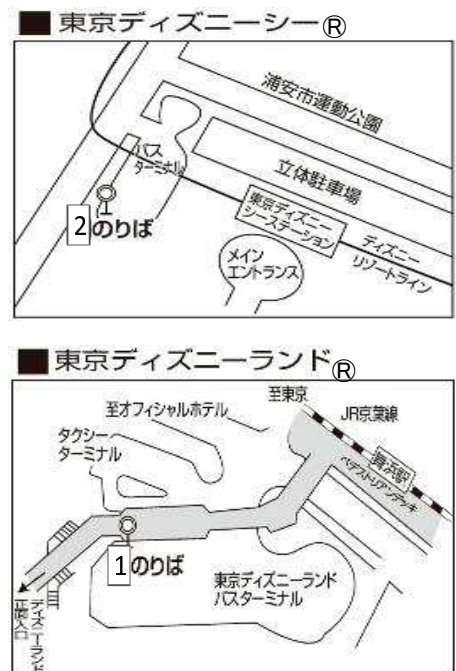 ■ 東京ディズニーシー®
浦安市運動公園
バス
ターミナル
立体駐車場
2のりば
東京ディズニー
シーステーション
ディズニー
リゾートライン
メイン
エントランス
■ 東京ディズニーランド®
至東京
至オフィシャルホテル
JR京葉線
タクシー
ターミナル
舞浜駅
ペデストリアンデッキ
1のりば
東京ディズニーランド
バスターミナル
ディズニーランド
正面入口